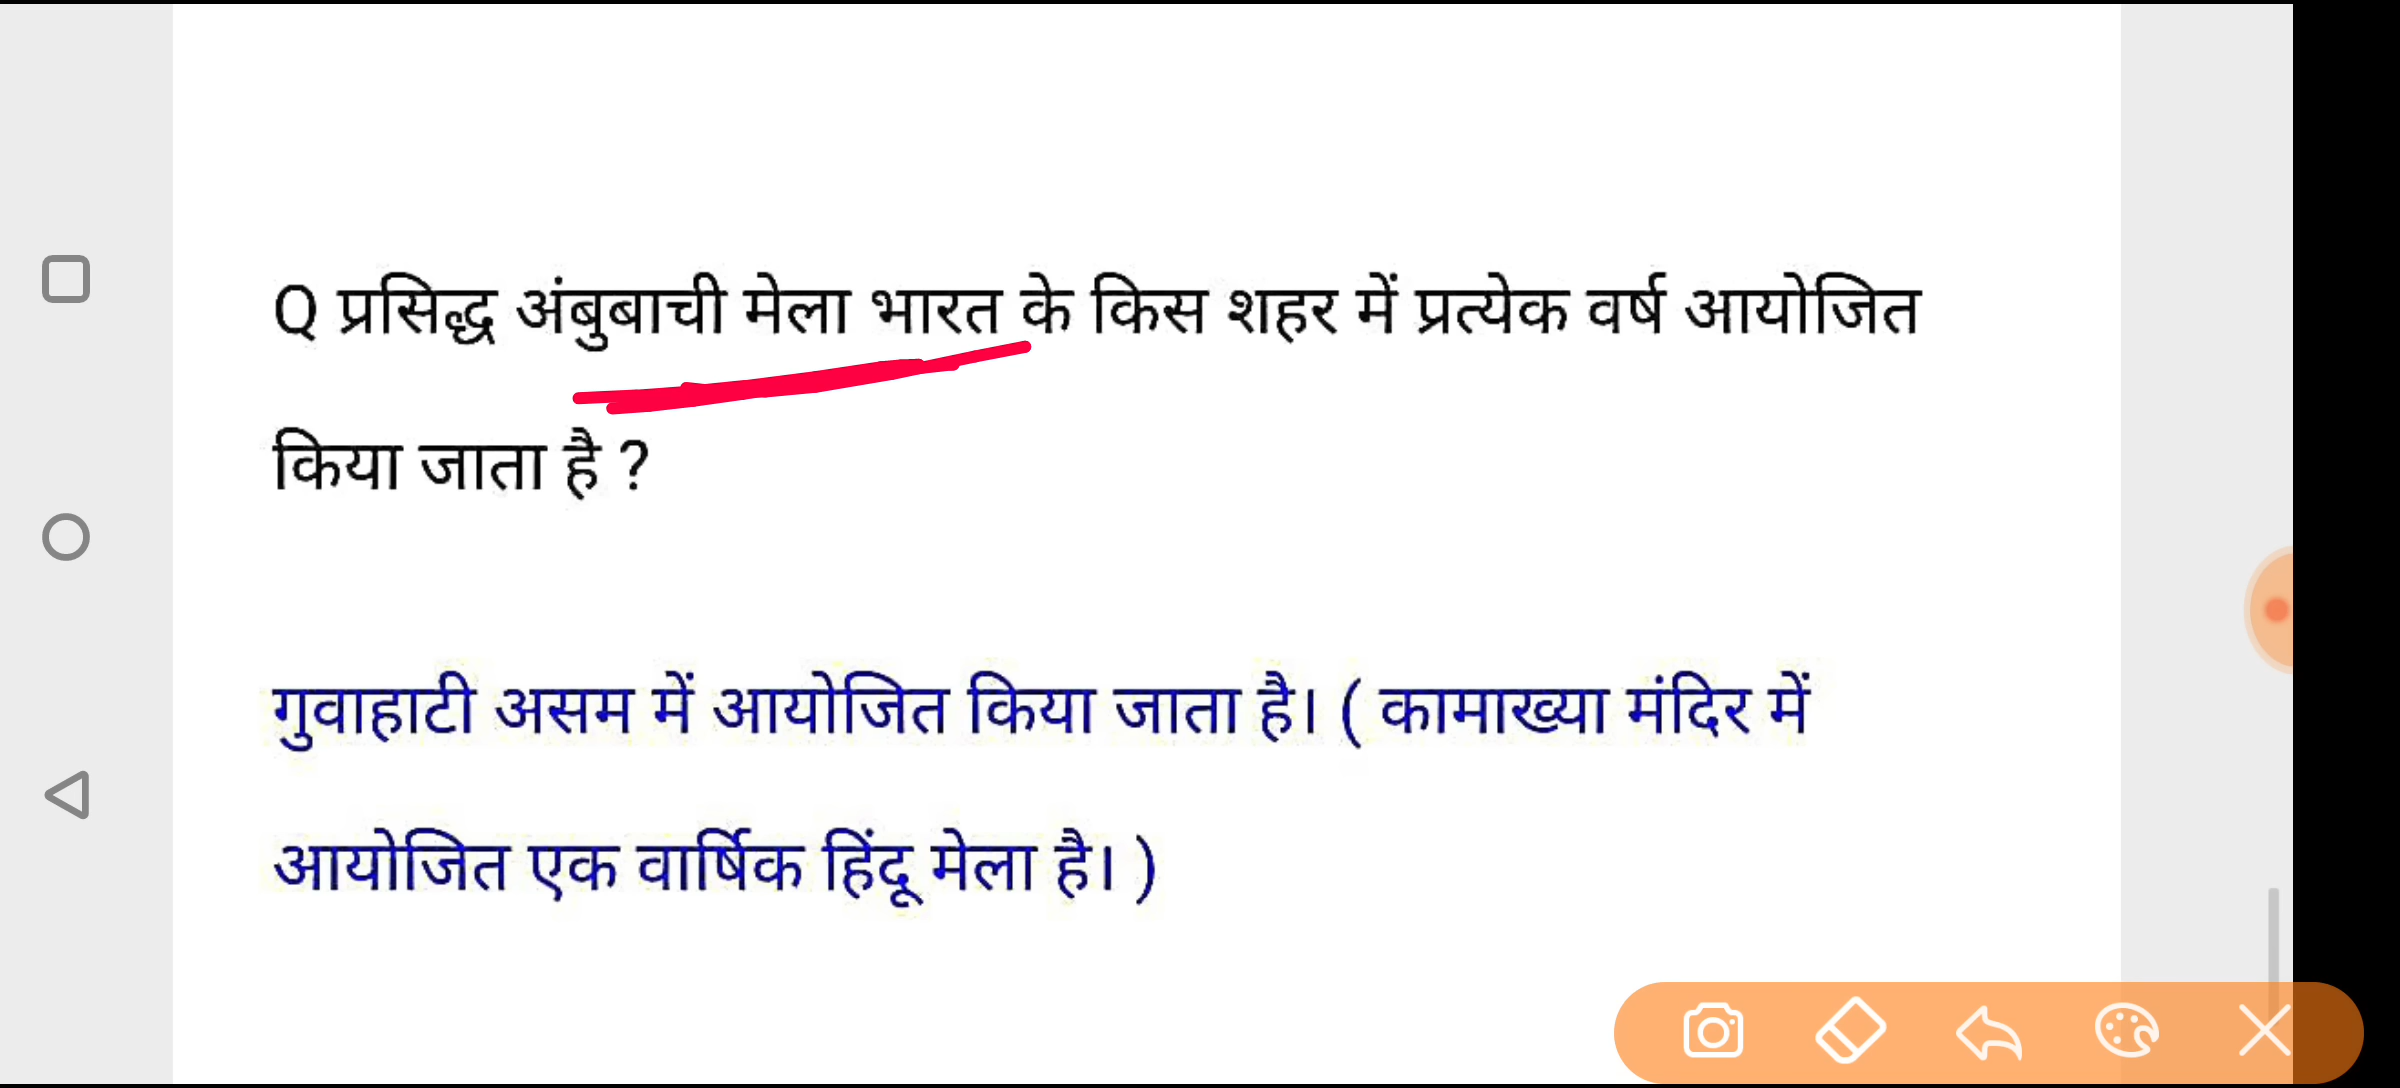 Q प्रसिद्ध अंबुबाची मेला भारत के किस शहर में प्रत्येक वर्ष आयोजित
किया जाता है ?
गुवाहाटी असम में आयोजित किया जाता है। ( कामाख्या मंदिर में
आयोजित एक वार्षिक हिंदू मेला है। )